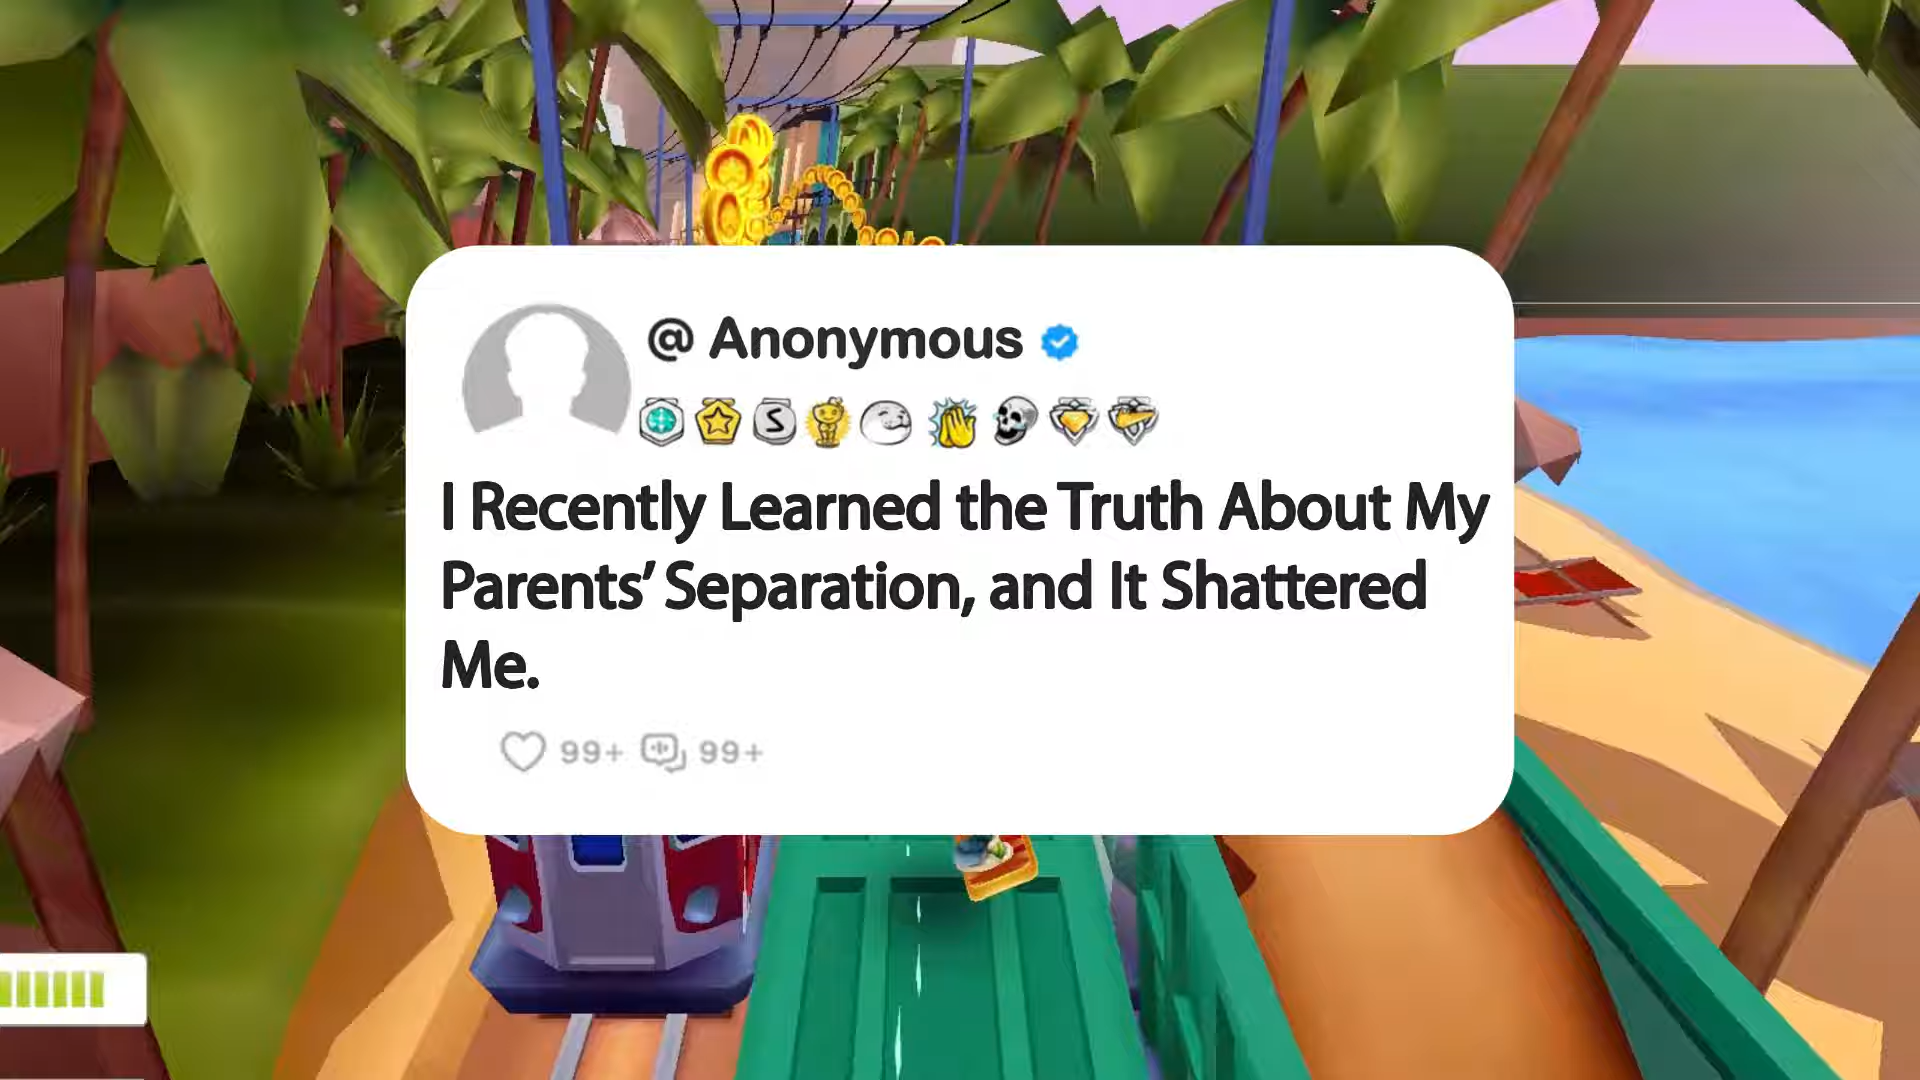 @ Anonymous
I Recently Learned the Truth About My
Parents’ Separation, and It Shattered
Me.
99+ 99+